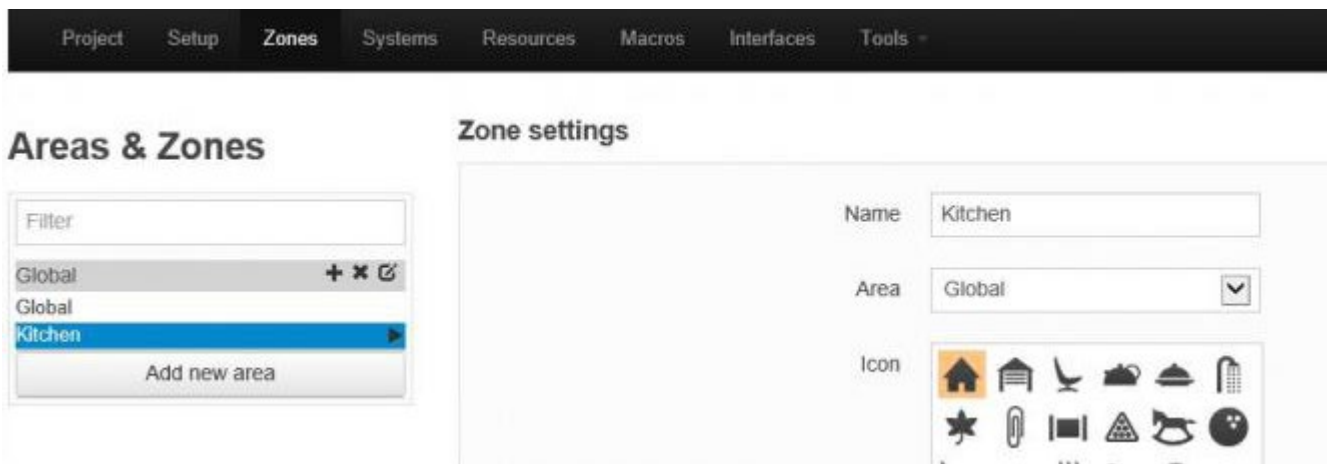 Project Setup Zones Systems Resources Macros Interfaces Tools
Areas & Zones
Filter
Global
Global
Kitchen
Add new area
Zone settings
Name Kitchen
Area Global
Icon